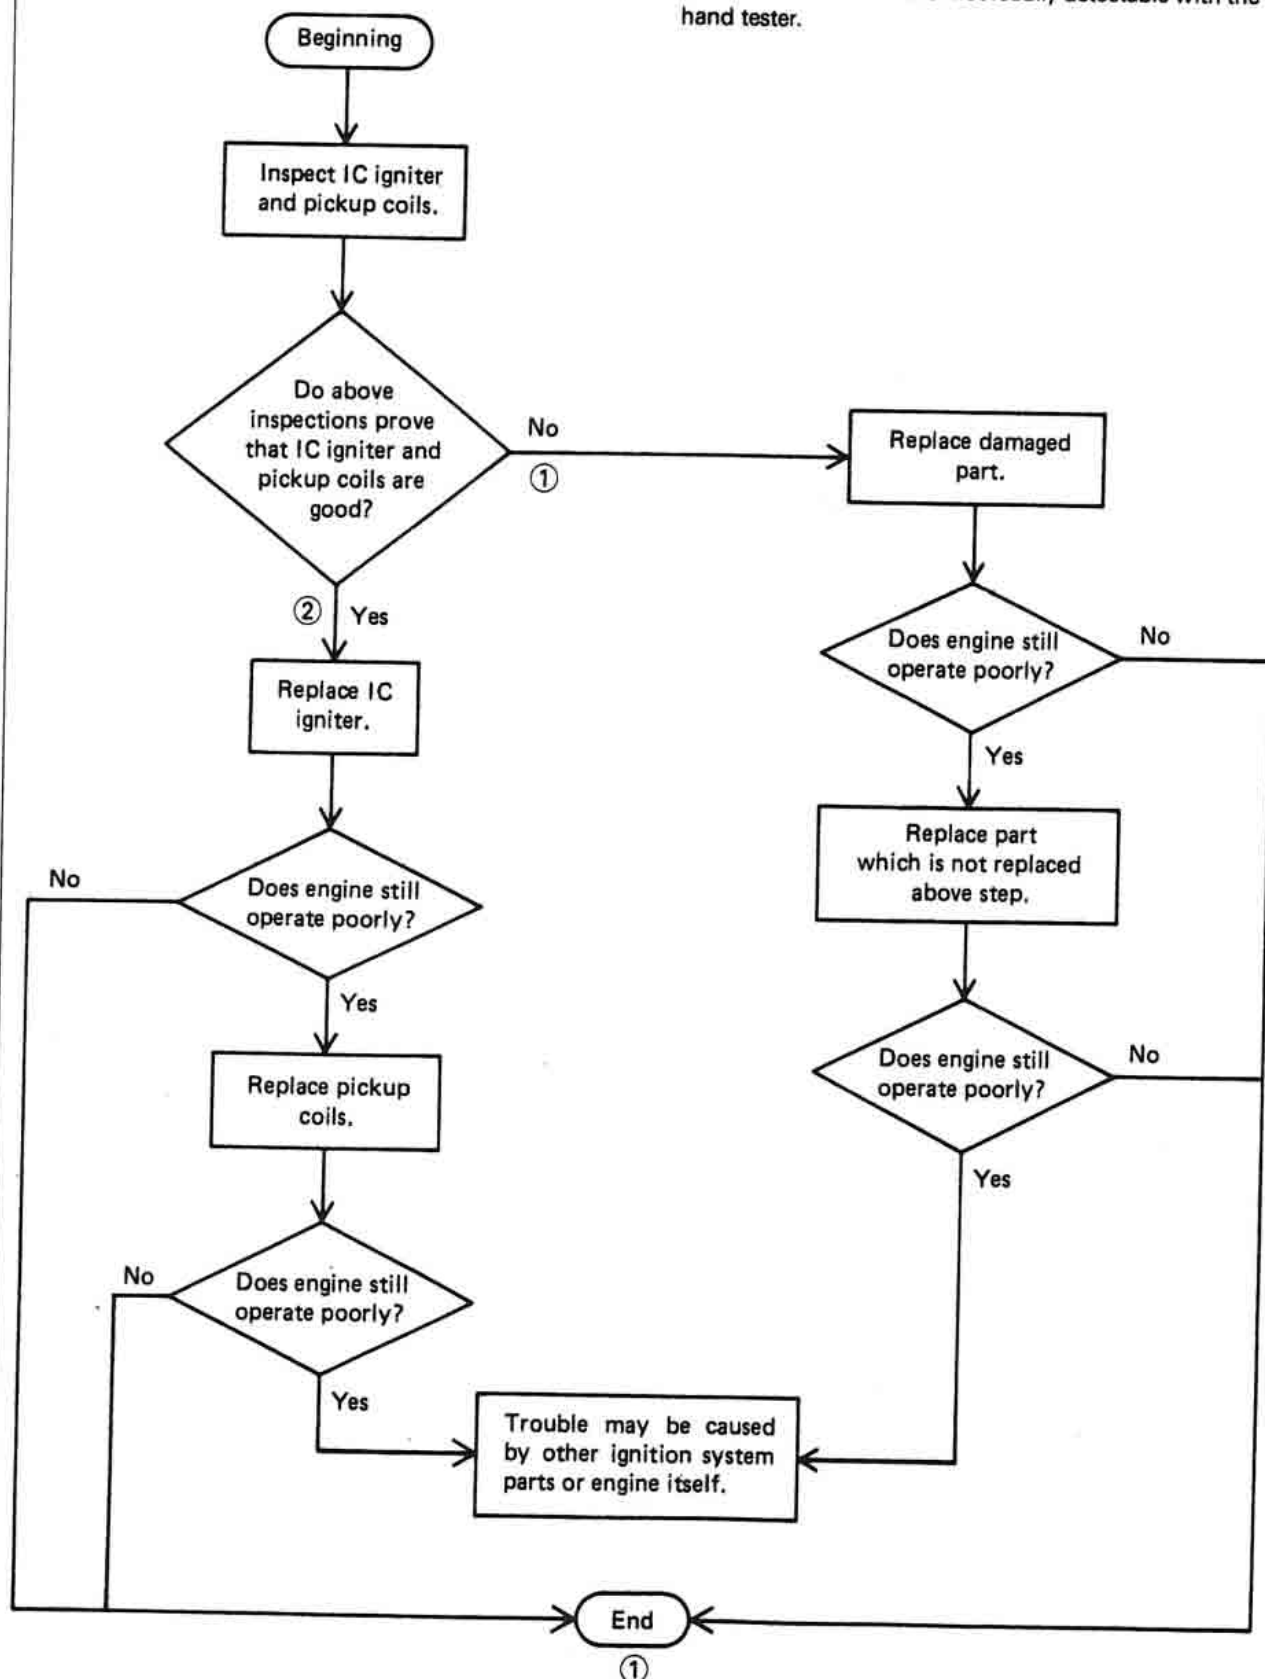 detectable with the
hand tester.
Beginning
Inspect IC igniter
and pickup coils.
Do above
inspections prove
that IC igniter and
pickup coils are
good?
No
①
Replace damaged
part.
② Yes
Does engine still
operate poorly?
No
Replace IC
igniter.
Yes
Replace part
which is not replaced
above step.
No
Does engine still
operate poorly?
Yes
Does engine still
operate poorly?
No
Replace pickup
coils.
Yes
No
Does engine still
operate poorly?
Yes
Trouble may be caused
by other ignition system
parts or engine itself.
End
①